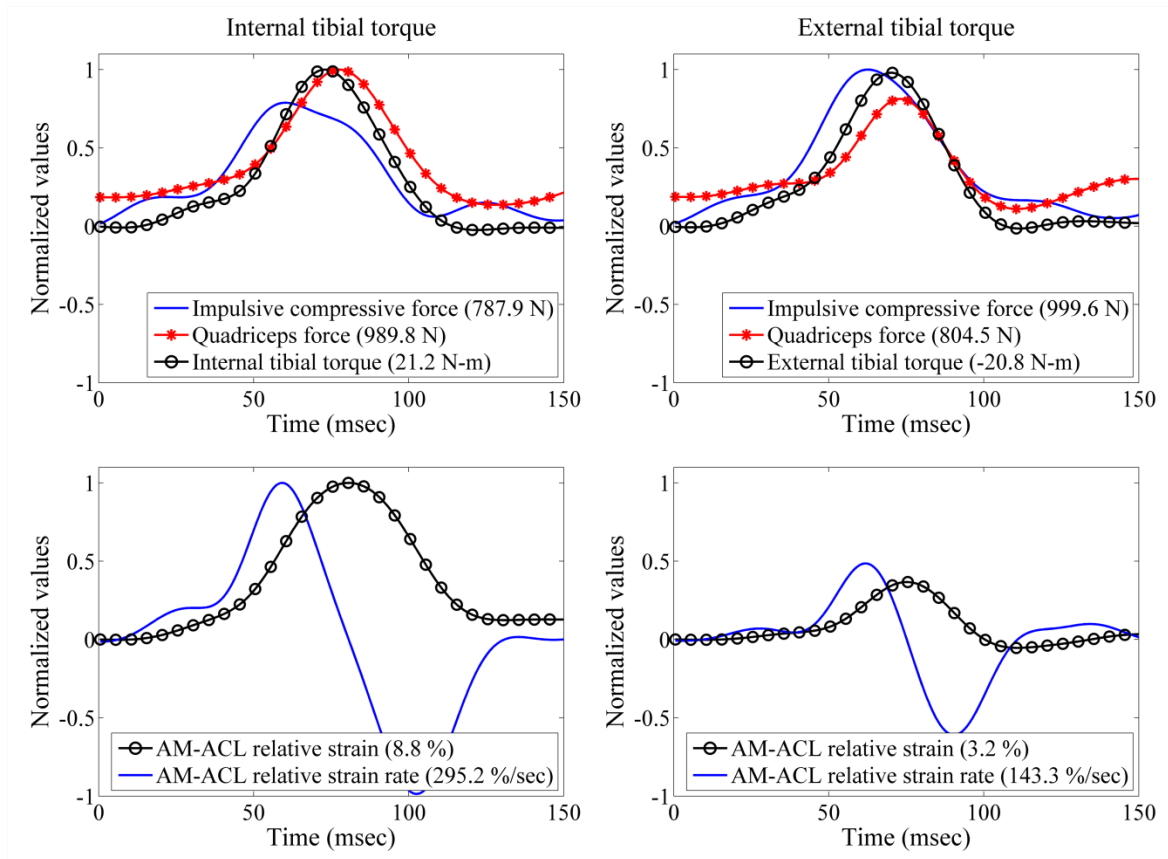 Internal tibial torque
Normalized values
1
0.5
0
-0.5
-1
Impulsive compressive force (787.9 N)
Quadriceps force (989.8 N)
Internal tibial torque (21.2 N-m)
0
50
100
150
Time (msec)
External tibial torque
Normalized values
1
0.5
0
-0.5
-1
Impulsive compressive force (999.6 N)
Quadriceps force (804.5 N)
External tibial torque (-20.8 N-m)
0
50
100
150
Time (msec)
Normalized values
1
0.5
0
-0.5
-1
AM-ACL relative strain (8.8 %)
AM-ACL relative strain rate (295.2 %/sec)
0
50
100
150
Time (msec)
Normalized values
1
0.5
0
-0.5
-1
AM-ACL relative strain (3.2 %)
AM-ACL relative strain rate (143.3 %/sec)
0
50
100
150
Time (msec)